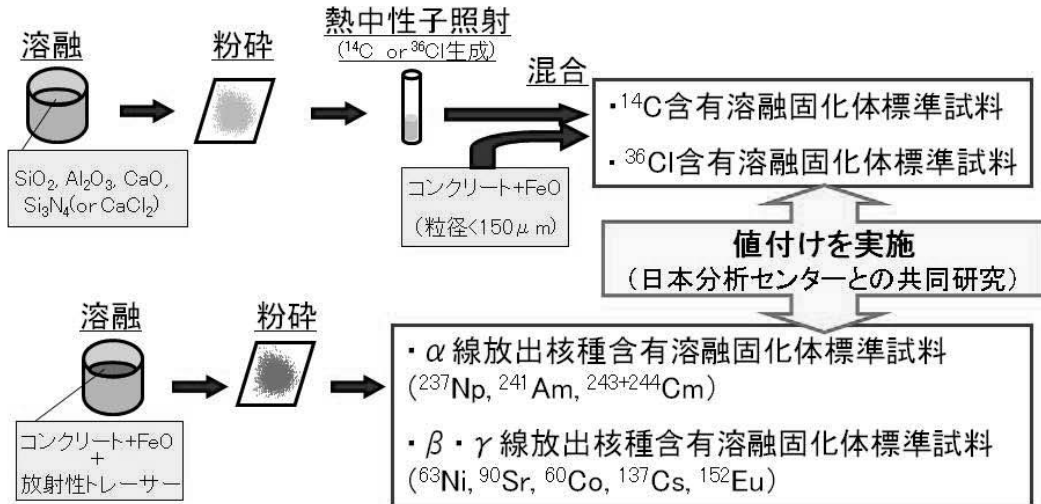 溶融
粉砕
熱中性子照射
(¹⁴C or ³⁶Cl生成)
混合
SiO₂, Al₂O₃, CaO,
Si₃N₄(or CaCl₂)
コンクリート+FeO
(粒径<150μm)
・¹⁴C含有溶融固化体標準試料
・³⁶Cl含有溶融固化体標準試料
値付けを実施
(日本分析センターとの共同研究)
溶融
粉砕
コンクリート+FeO
+
放射性トレーサー
・α線放出核種含有溶融固化体標準試料
(²³⁷Np, ²⁴¹Am, ²⁴³⁺²⁴⁴Cm)
・β・γ線放出核種含有溶融固化体標準試料
(⁶³Ni, ⁹⁰Sr, ⁶⁰Co, ¹³⁷Cs, ¹⁵²Eu)